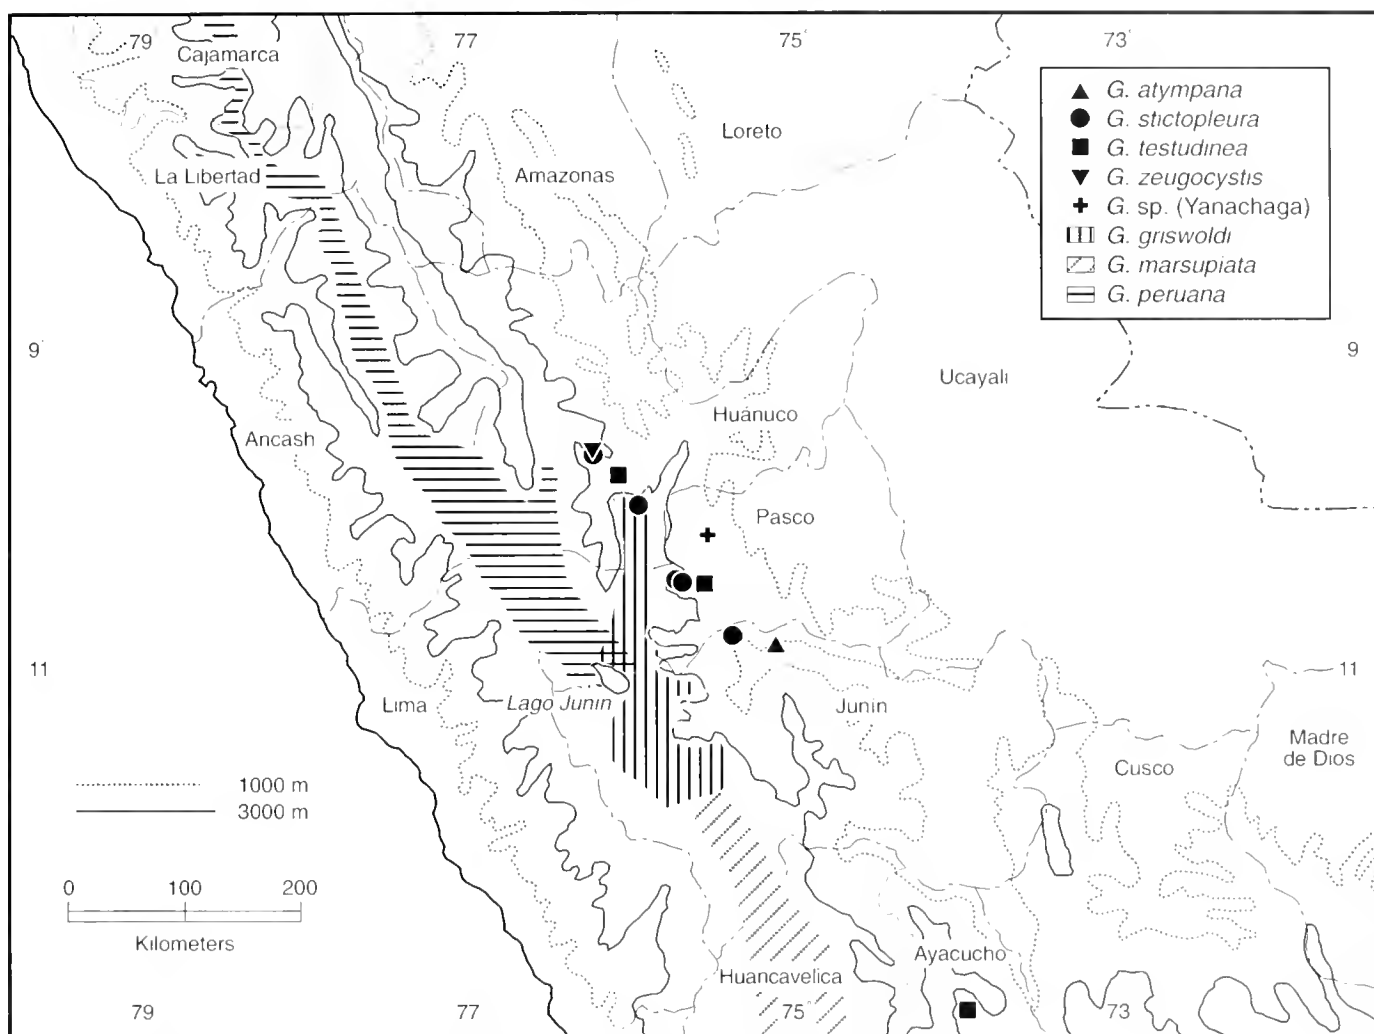 79
77
75
73
Cajamarca
Loreto
La Libertad
Amazonas
G. atympana
G. stictopleura
G. testudinea
G. zeugocystis
G. sp. (Yanachaga)
G. griswoldi
G. marsupiata
G. peruana
9
9
Ucayali
Huánuco
Ancash
Pasco
11
11
Lima
Lago Junin
Junin
Madre
de Dios
Cusco
1000 m
3000 m
0 100 200
Kilometers
Ayacucho
Huancavelica
79
77
75
73